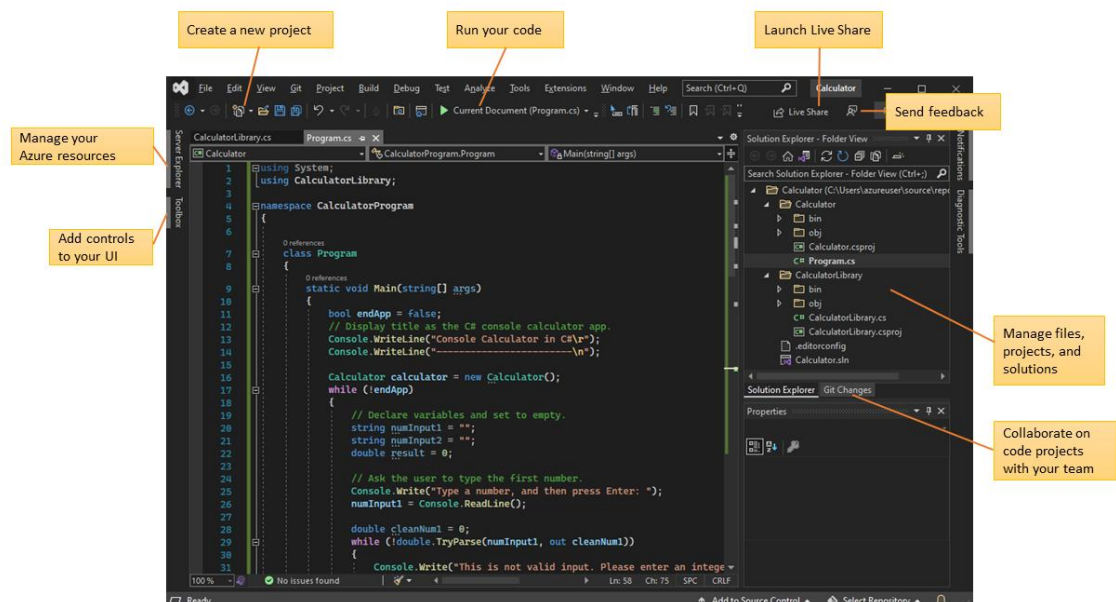 Create a new project
Run your code
Launch Live Share
File Edit View Git Project Build Debug Test Analyze Tools Extensions Window Help Search (Ctrl+Q) Calculator
Current Document (Program.cs)
Live Share
Send feedback
Manage your
Azure resources
Server Explorer
Toolbox
Add controls
to your UI
CalculatorLibrary.cs Program.cs
Calculator CalculatorProgram.Program Main(string[] args)
1 using System;
2 using CalculatorLibrary;
3
4 namespace CalculatorProgram
5 {
6
0 references
7 class Program
8 {
0 references
9 static void Main(string[] args)
10 {
11 bool endApp = false;
12 // Display title as the C# console calculator app.
13 Console.WriteLine("Console Calculator in C#\r");
14 Console.WriteLine("------------------------\n");
15
16 Calculator calculator = new Calculator();
17 while (!endApp)
18 {
19 // Declare variables and set to empty.
20 string numInput1 = "";
21 string numInput2 = "";
22 double result = 0;
23
24 // Ask the user to type the first number.
25 Console.Write("Type a number, and then press Enter: ");
26 numInput1 = Console.ReadLine();
27
28 double cleanNum1 = 0;
29 while (!double.TryParse(numInput1, out cleanNum1))
30 {
31 Console.Write("This is not valid input. Please enter an intege
100 % No issues found Ln: 58 Ch: 75 SPC CRLF
Ready Add to Source Control Select Repository
Solution Explorer - Folder View
Search Solution Explorer - Folder View (Ctrl+;)
Calculator (C:\Users\azureuser\source\repo
Calculator
bin
obj
Calculator.csproj
C# Program.cs
CalculatorLibrary
bin
obj
C# CalculatorLibrary.cs
CalculatorLibrary.csproj
.editorconfig
Calculator.sln
Solution Explorer Git Changes
Properties
Notifications
Diagnostic Tools
Manage files,
projects, and
solutions
Collaborate on
code projects
with your team